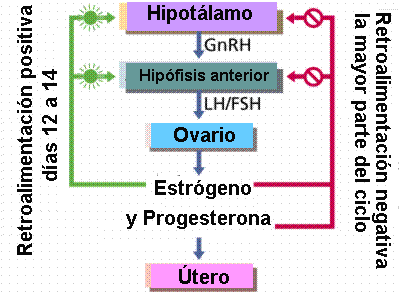 Hipotálamo
GnRH
Hipófisis anterior
LH/FSH
Ovario
Estrógeno
y Progesterona
Útero
Retroalimentación positiva
días 12 a 14
Retroalimentación negativa
la mayor parte del ciclo